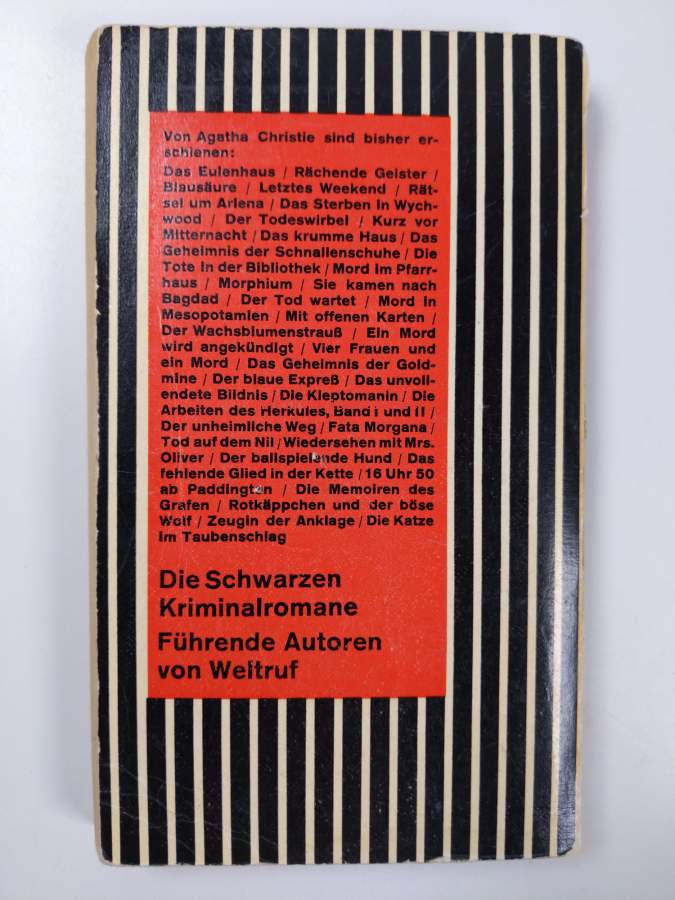 Von Agatha Christie sind bisher er-
schienen:
Das Eulenhaus / Rächende Geister /
Blausäure / Letztes Weekend / Rät-
sel um Arlena / Das Sterben in Wych-
wood / Der Todeswirbel / Kurz vor
Mitternacht / Das krumme Haus / Das
Geheimnis der Schnallenschuhe / Die
Tote in der Bibliothek / Mord im Pfarr-
haus / Morphium / Sie kamen nach
Bagdad / Der Tod wartet / Mord in
Mesopotamien / Mit offenen Karten /
Der Wachsblumenstrauß / Ein Mord
wird angekündigt / Vier Frauen und
ein Mord / Das Geheimnis der Gold-
mine / Der blaue Expreß / Das unvoll-
endete Bildnis / Die Kleptomanin / Die
Arbeiten des Herkules, Band I und II /
Der unheimliche Weg / Fata Morgana /
Tod auf dem Nil / Wiedersehen mit Mrs.
Oliver / Der ballspielende Hund / Das
fehlende Glied in der Kette / 16 Uhr 50
ab Paddington / Die Memoiren des
Grafen / Rotkäppchen und der böse
Wolf / Zeugin der Anklage / Die Katze
im Taubenschlag
Die Schwarzen
Kriminalromane
Führende Autoren
von Weltruf